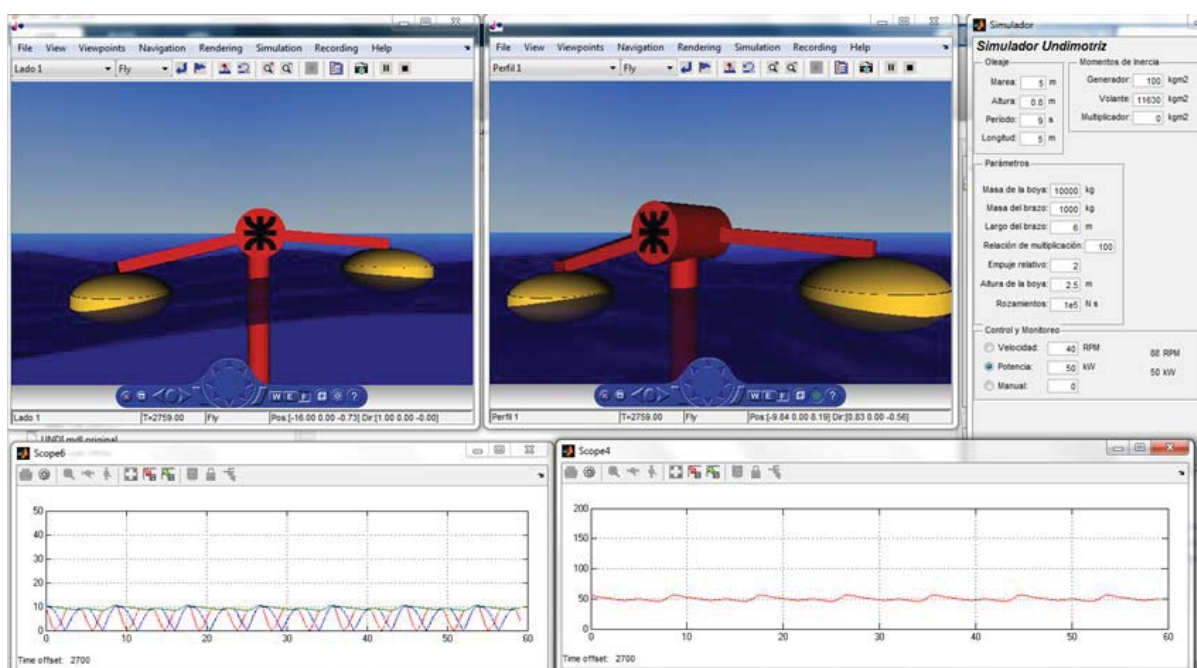 File View Viewpoints Navigation Rendering Simulation Recording Help
Lado 1 Fly
Lado 1 T=2759.00 Fly Pos:[-16.00 0.00 -0.73] Dir:[1.00 0.00 -0.00]
File View Viewpoints Navigation Rendering Simulation Recording Help
Perfil 1 Fly
Perfil 1 T=2759.00 Fly Pos:[-9.84 0.00 8.19] Dir:[0.83 0.00 -0.56]
Simulador
Simulador Undimotriz
Oleaje
Marea: 5 m
Altura: 0.8 m
Período: 9 s
Longitud: 5 m
Momentos de Inercia
Generador: 100 kgm2
Volante: 11630 kgm2
Multiplicador: 0 kgm2
Parámetros
Masa de la boya: 10000 kg
Masa del brazo: 1000 kg
Largo del brazo: 6 m
Relación de multiplicación: 100
Empuje relativo: 2
Altura de la boya: 2.5 m
Rozamientos: 1e5 N s
Control y Monitoreo
Velocidad: 40 RPM 88 RPM
Potencia: 50 kW 50 kW
Manual: 0
UNDI.mdl.original
Scope6
50
40
30
20
10
0
0 10 20 30 40 50 60
Time offset: 2700
Scope4
200
150
100
50
0
0 10 20 30 40 50 60
Time offset: 2700